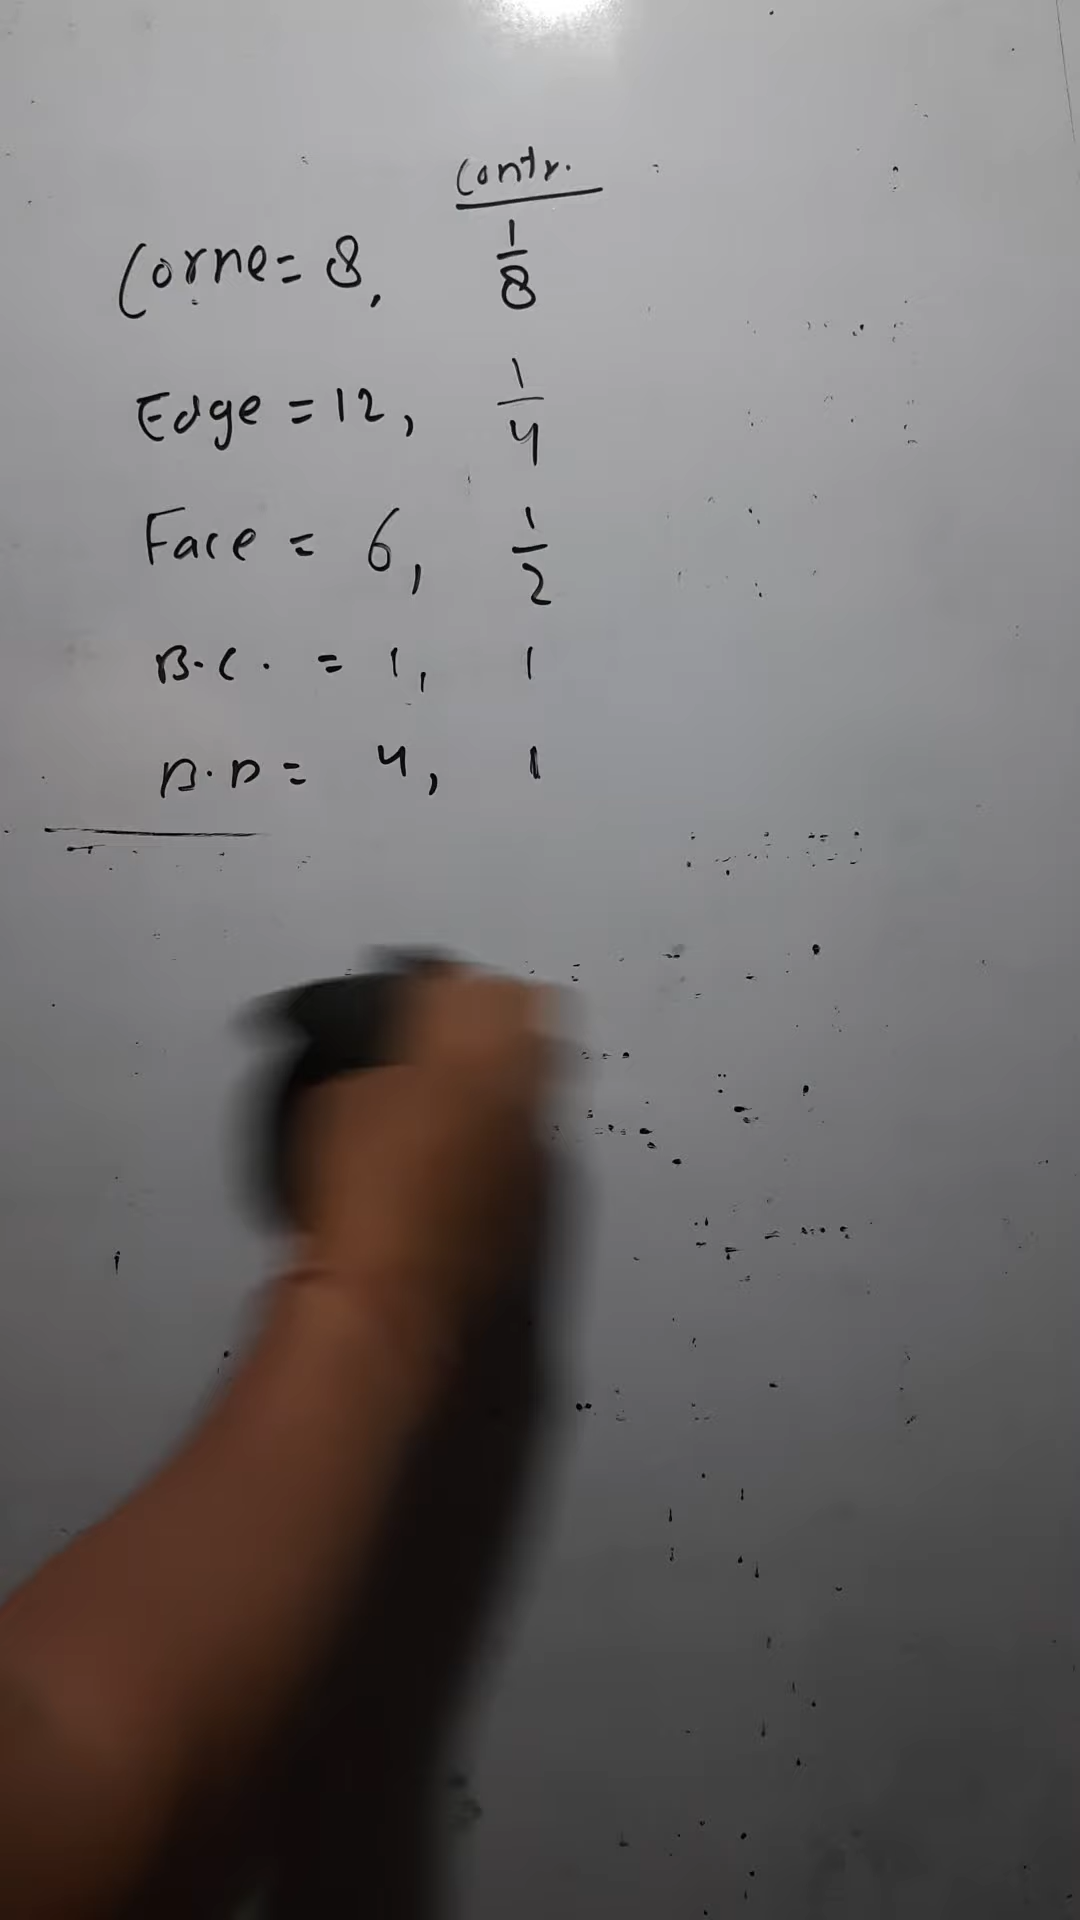 Contr.
Corne = 8, 1/8
Edge = 12, 1/4
Face = 6, 1/2
B.C. = 1, 1
B.D = 4, 1